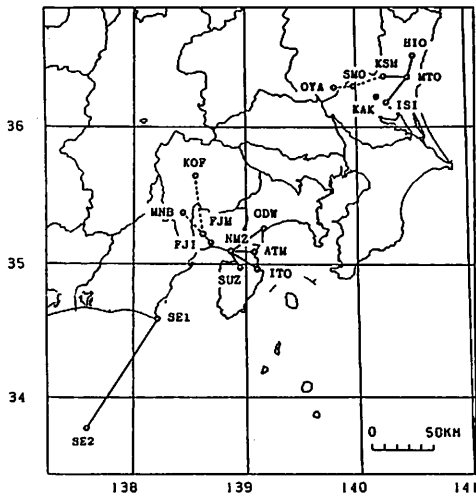 HIO
KSM
SMO
MTO
OYA
KAK
ISI
36
KOF
MNB
FJM
ODW
NMZ
FJI
ATM
35
SUZ
ITO
SE1
34
SE2
0 50KM
138 139 140 141